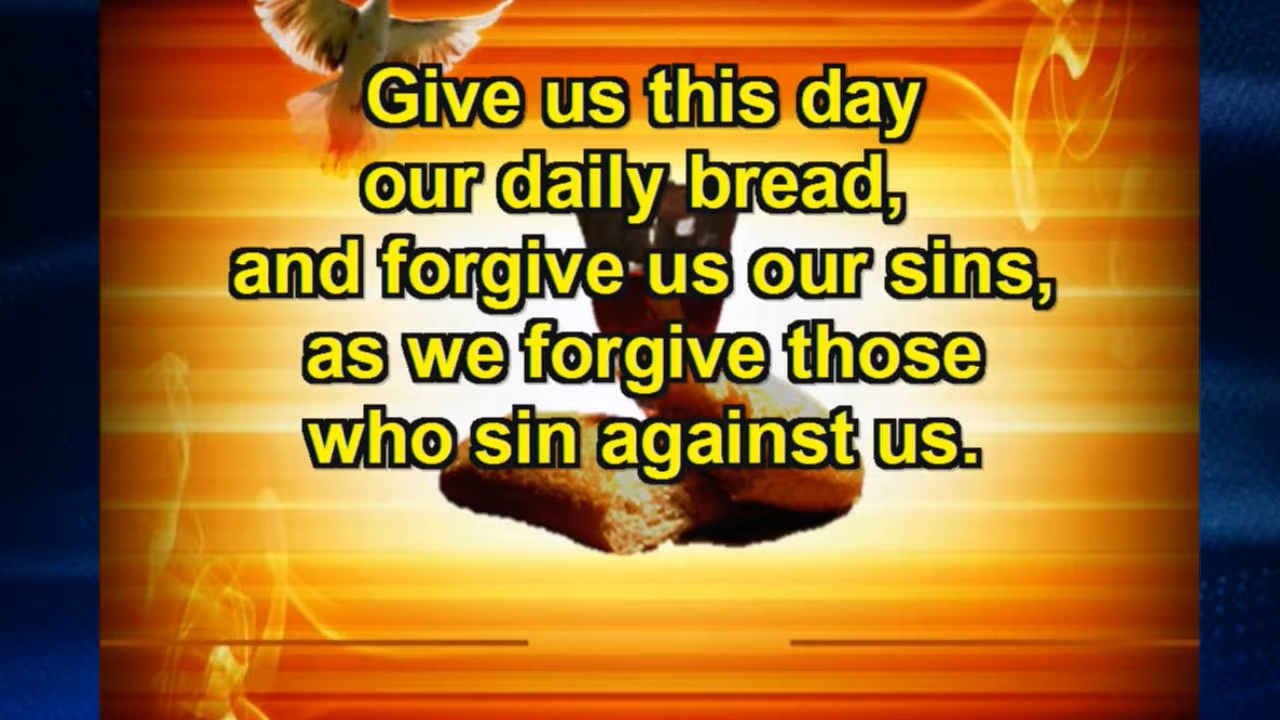 Give us this day
our daily bread,
and forgive us our sins,
as we forgive those
who sin against us.